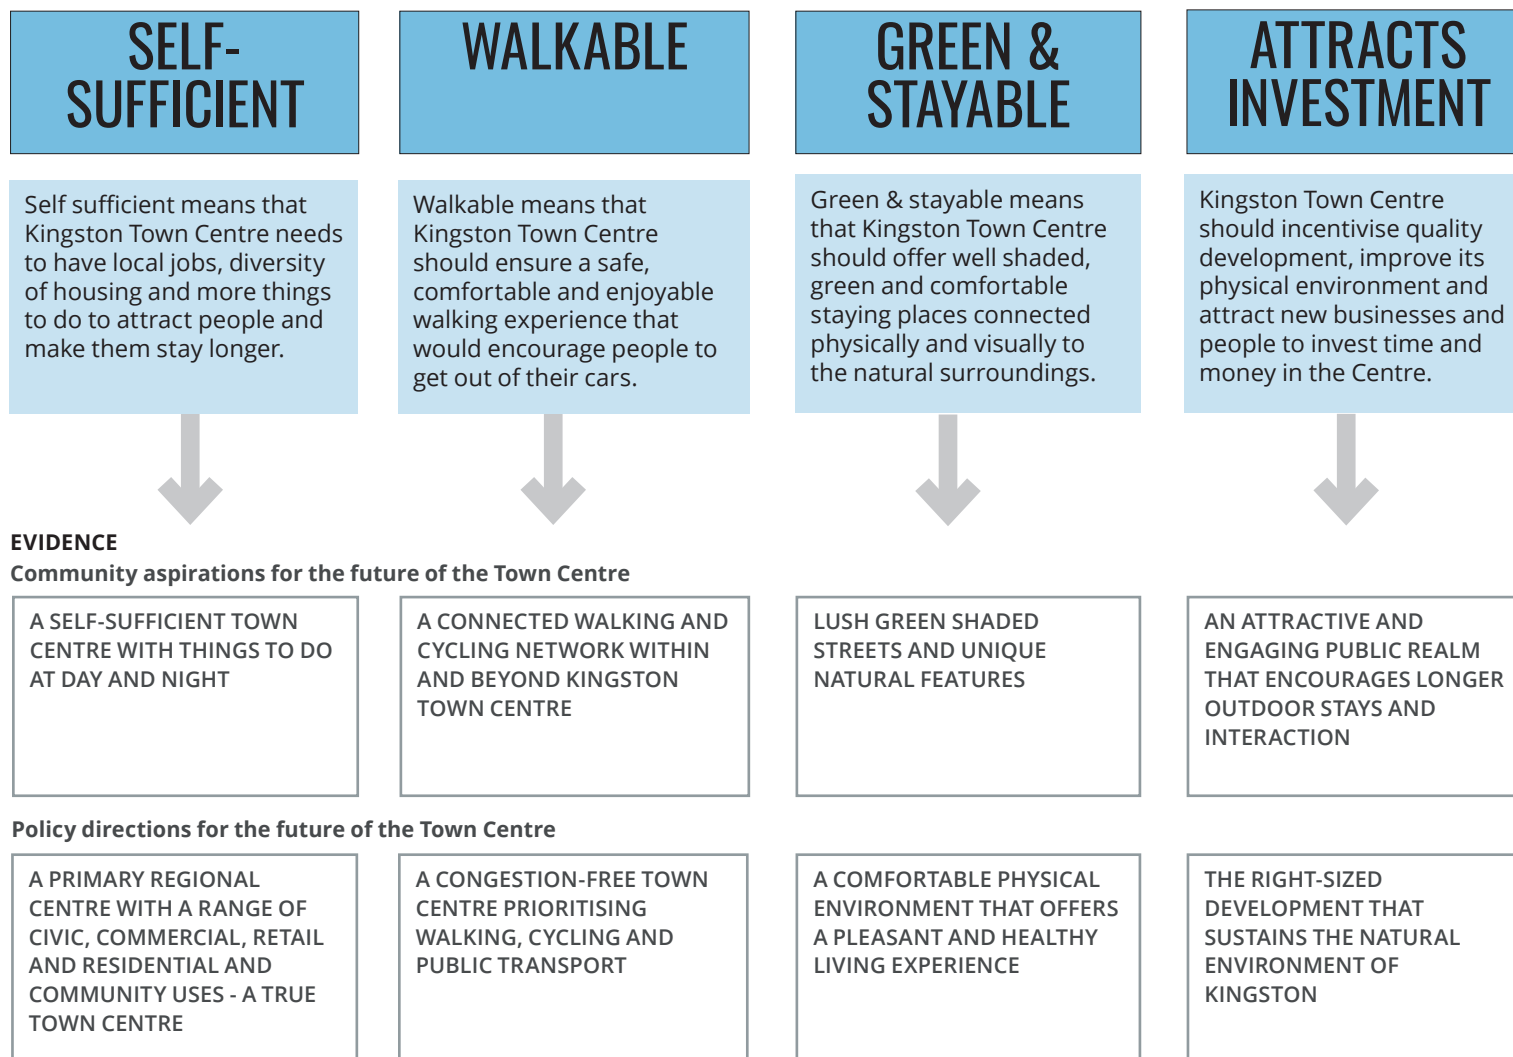 SELF-
SUFFICIENT
WALKABLE
GREEN &
STAYABLE
ATTRACTS
INVESTMENT
Self sufficient means that
Kingston Town Centre needs
to have local jobs, diversity
of housing and more things
to do to attract people and
make them stay longer.
Walkable means that
Kingston Town Centre
should ensure a safe,
comfortable and enjoyable
walking experience that
would encourage people to
get out of their cars.
Green & stayable means
that Kingston Town Centre
should offer well shaded,
green and comfortable
staying places connected
physically and visually to
the natural surroundings.
Kingston Town Centre
should incentivise quality
development, improve its
physical environment and
attract new businesses and
people to invest time and
money in the Centre.
EVIDENCE
Community aspirations for the future of the Town Centre
A SELF-SUFFICIENT TOWN
CENTRE WITH THINGS TO DO
AT DAY AND NIGHT
A CONNECTED WALKING AND
CYCLING NETWORK WITHIN
AND BEYOND KINGSTON
TOWN CENTRE
LUSH GREEN SHADED
STREETS AND UNIQUE
NATURAL FEATURES
AN ATTRACTIVE AND
ENGAGING PUBLIC REALM
THAT ENCOURAGES LONGER
OUTDOOR STAYS AND
INTERACTION
Policy directions for the future of the Town Centre
A PRIMARY REGIONAL
CENTRE WITH A RANGE OF
CIVIC, COMMERCIAL, RETAIL
AND RESIDENTIAL AND
COMMUNITY USES - A TRUE
TOWN CENTRE
A CONGESTION-FREE TOWN
CENTRE PRIORITISING
WALKING, CYCLING AND
PUBLIC TRANSPORT
A COMFORTABLE PHYSICAL
ENVIRONMENT THAT OFFERS
A PLEASANT AND HEALTHY
LIVING EXPERIENCE
THE RIGHT-SIZED
DEVELOPMENT THAT
SUSTAINS THE NATURAL
ENVIRONMENT OF
KINGSTON